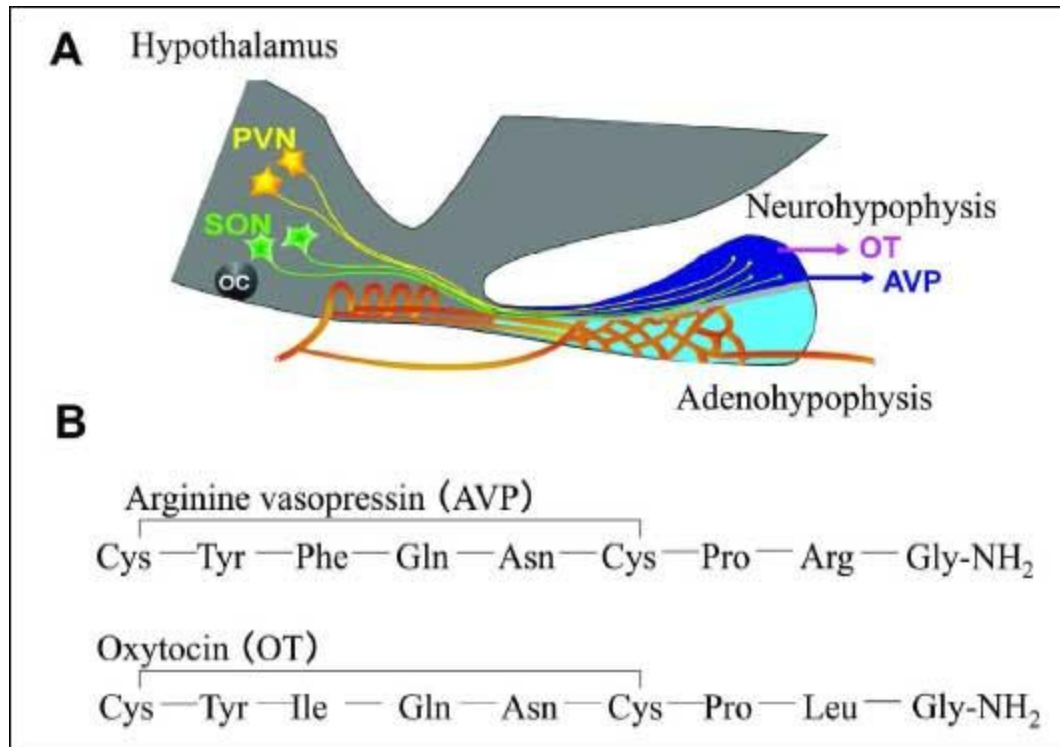 A
Hypothalamus
PVN
SON
OC
Neurohypophysis
OT
AVP
Adenohypophysis
B
Arginine vasopressin (AVP)
Cys—Tyr—Phe—Gln—Asn—Cys—Pro—Arg—Gly-NH₂
Oxytocin (OT)
Cys—Tyr—Ile—Gln—Asn—Cys—Pro—Leu—Gly-NH₂